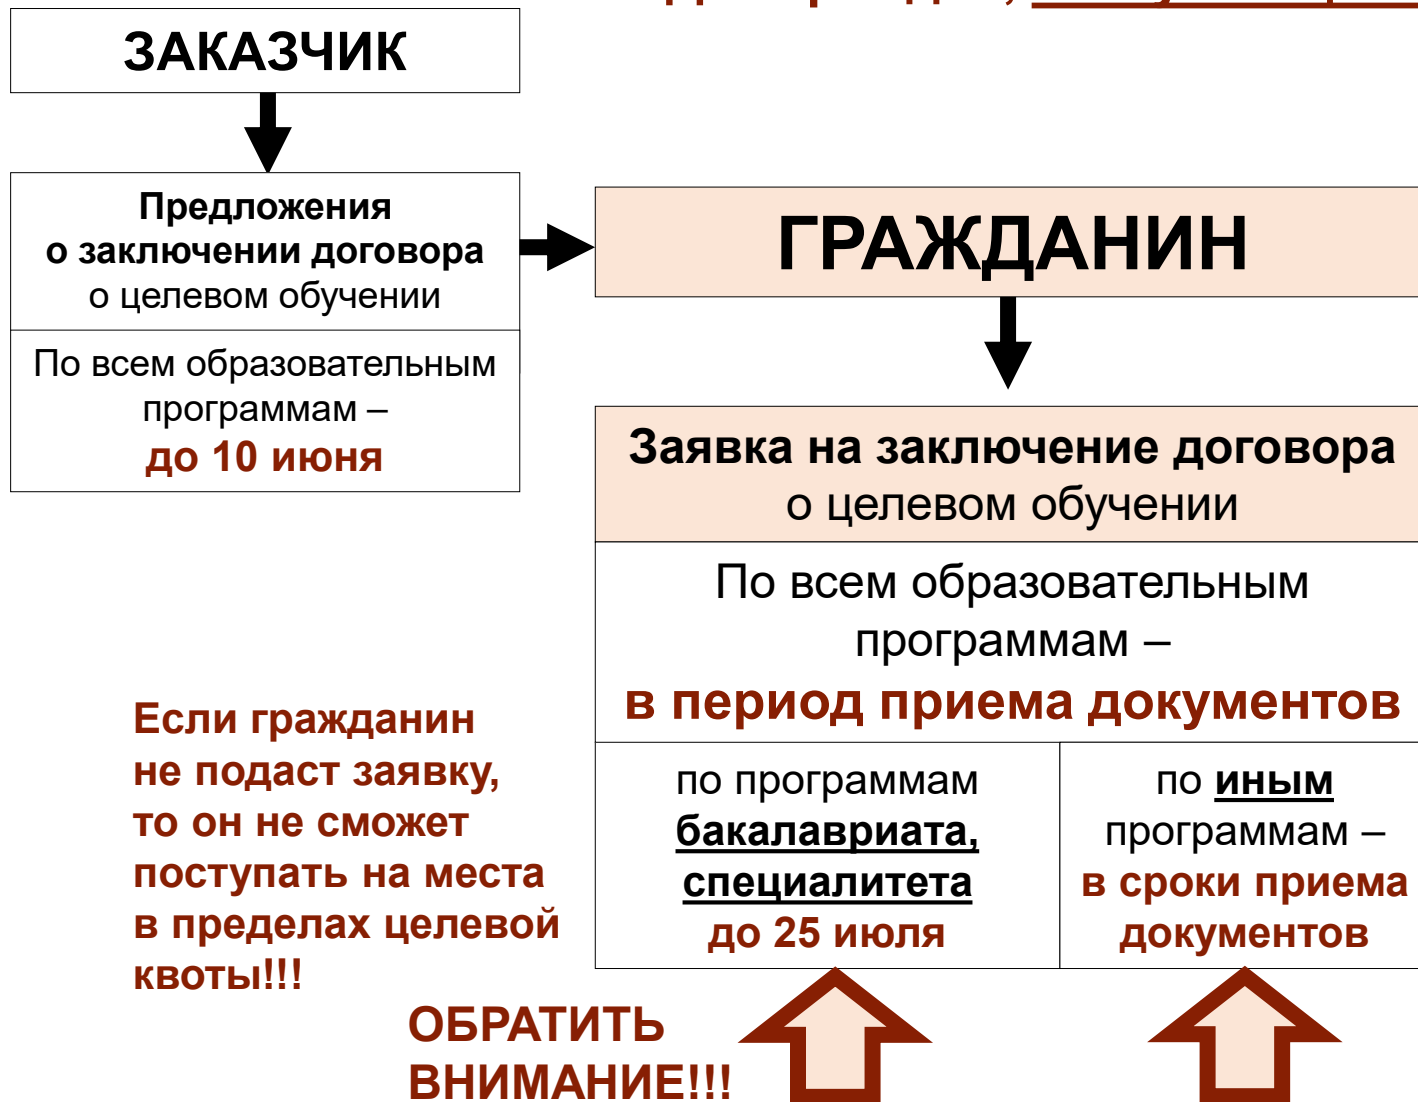 ЗАКАЗЧИК
Предложения
о заключении договора
о целевом обучении
По всем образовательным
программам –
до 10 июня
ГРАЖДАНИН
Заявка на заключение договора
о целевом обучении
По всем образовательным
программам –
в период приема документов
по программам
бакалавриата,
специалитета
до 25 июля
по иным
программам –
в сроки приема
документов
Если гражданин
не подаст заявку,
то он не сможет
поступать на места
в пределах целевой
квоты!!!
ОБРАТИТЬ
ВНИМАНИЕ!!!